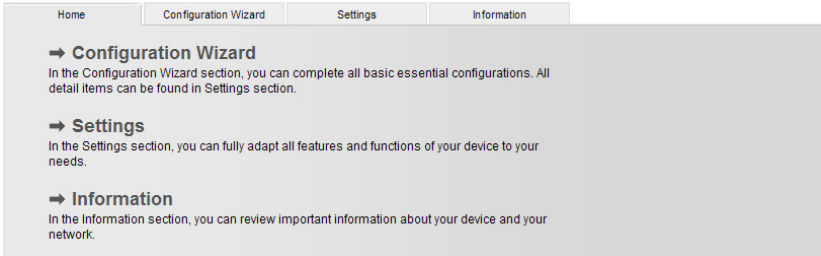 Home Configuration Wizard Settings Information
➡ Configuration Wizard
In the Configuration Wizard section, you can complete all basic essential configurations. All
detail items can be found in Settings section.
➡ Settings
In the Settings section, you can fully adapt all features and functions of your device to your
needs.
➡ Information
In the Information section, you can review important information about your device and your
network.